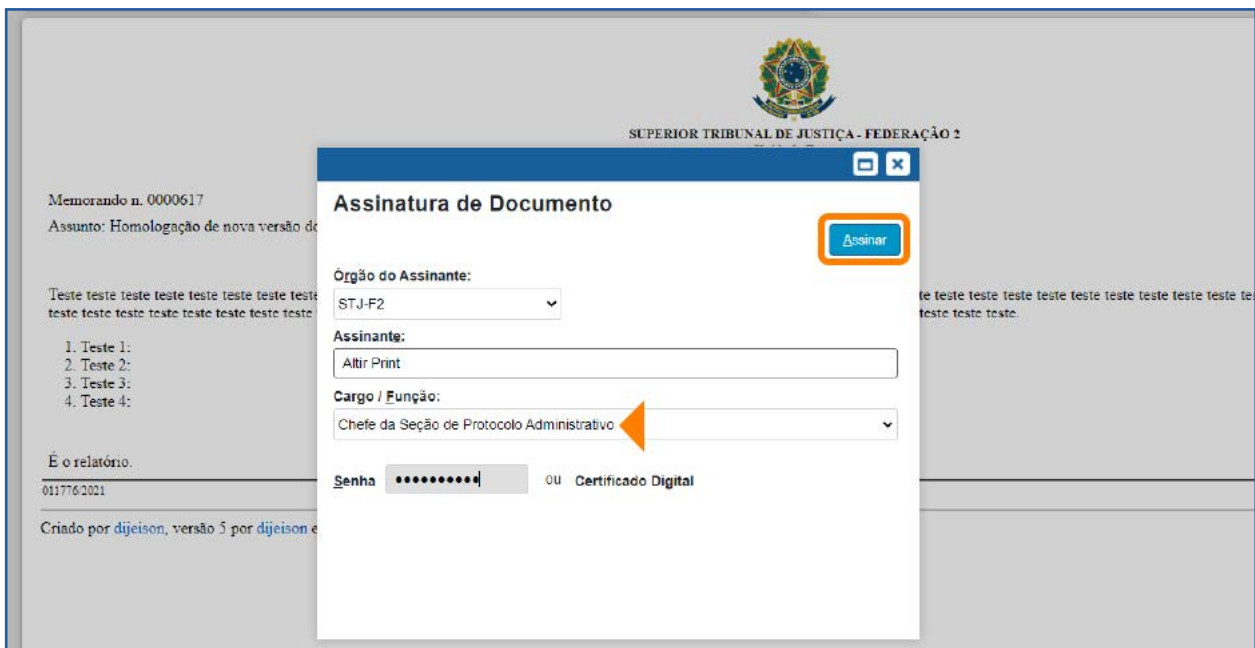 SUPERIOR TRIBUNAL DE JUSTIÇA - FEDERAÇÃO 2
Memorando n. 0000617
Assunto: Homologação de nova versão do
Teste teste teste teste teste teste teste teste
te teste teste teste teste teste teste teste teste te
teste teste teste teste teste teste teste teste
teste teste teste.
1. Teste 1:
2. Teste 2:
3. Teste 3:
4. Teste 4:
É o relatório.
011776/2021
Criado por dijeison, versão 5 por dijeison e
Assinatura de Documento
Assinar
Órgão do Assinante:
STJ-F2
Assinante:
Altir Print
Cargo / Função:
Chefe da Seção de Protocolo Administrativo
Senha •••••••••• ou Certificado Digital